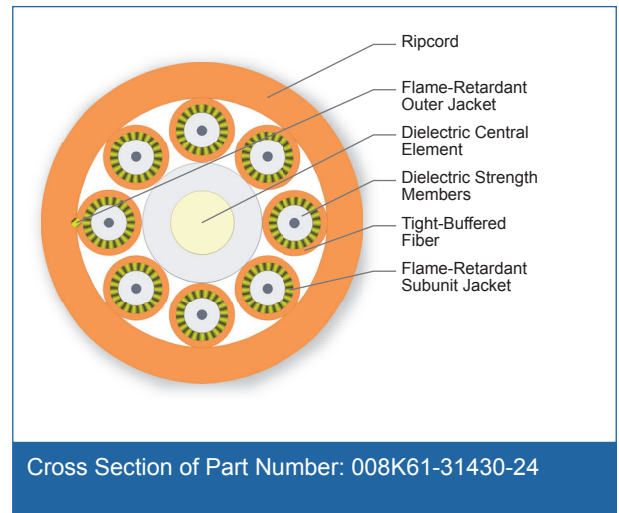 Ripcord
Flame-Retardant
Outer Jacket
Dielectric Central
Element
Dielectric Strength
Members
Tight-Buffered
Fiber
Flame-Retardant
Subunit Jacket
Cross Section of Part Number: 008K61-31430-24